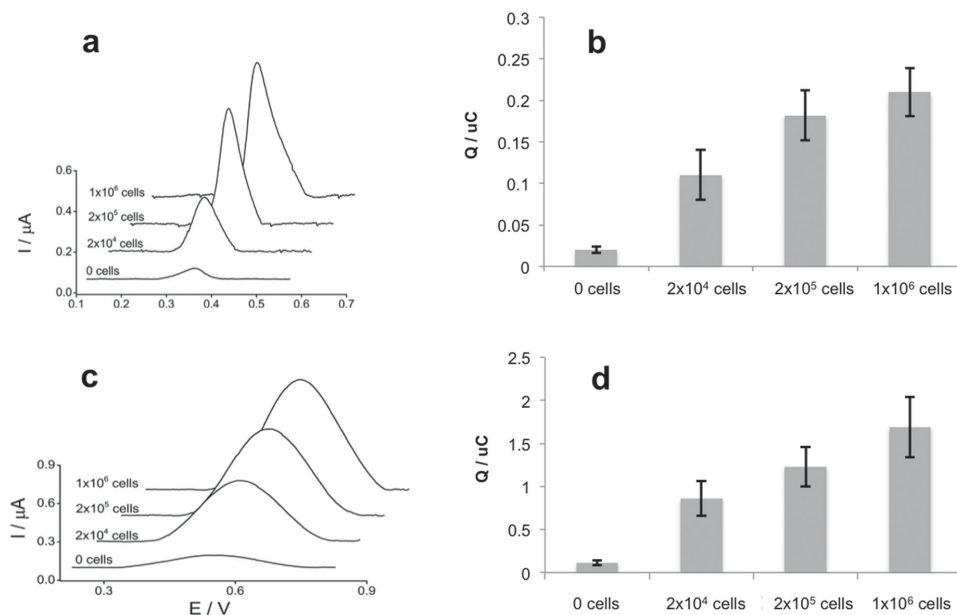 a
1x10⁶ cells
2x10⁵ cells
2x10⁴ cells
0 cells
I / μA
0.6
0.4
0.2
0.0
0.1 0.2 0.3 0.4 0.5 0.6 0.7
b
Q / uC
0.3
0.25
0.2
0.15
0.1
0.05
0
0 cells 2x10⁴ cells 2x10⁵ cells 1x10⁶ cells
c
1x10⁶ cells
2x10⁵ cells
2x10⁴ cells
0 cells
I / μA
0.9
0.6
0.3
0.0
0.3 0.6 0.9
E / V
d
Q / uC
2.5
2
1.5
1
0.5
0
0 cells 2x10⁴ cells 2x10⁵ cells 1x10⁶ cells